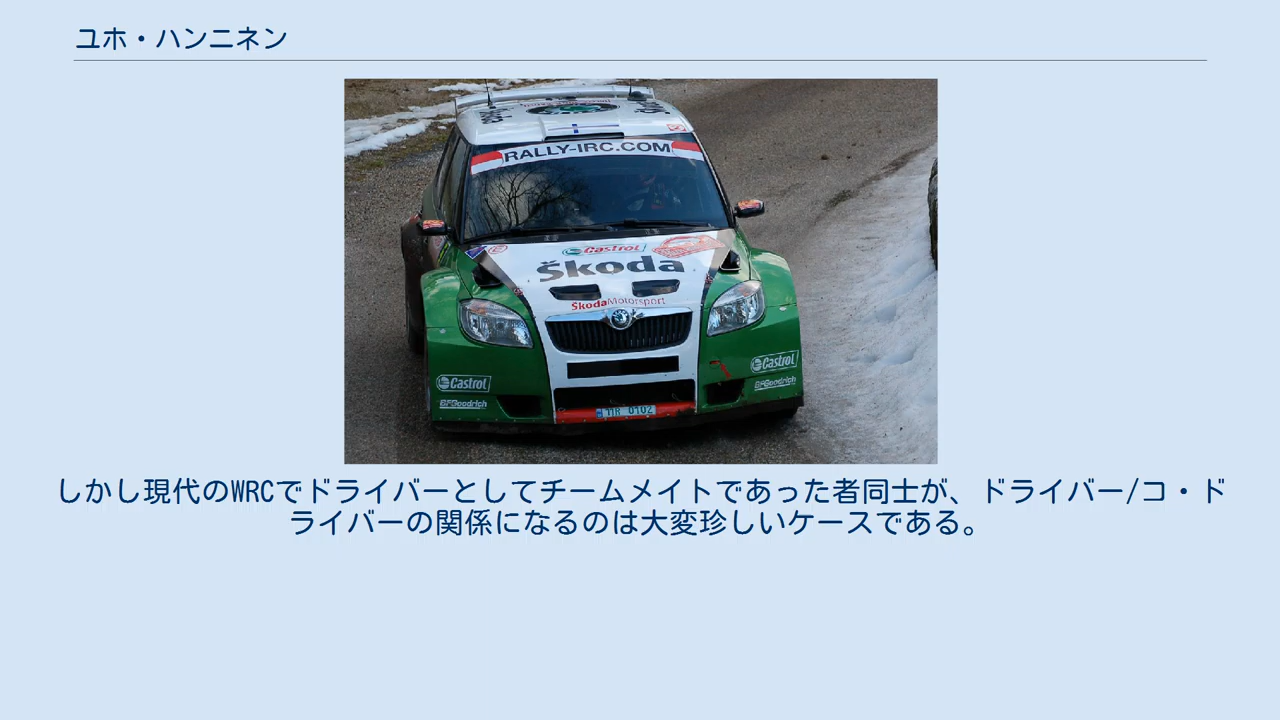 ユホ・ハンニネン
RALLY-IRC.COM
Castrol
Škoda
ŠkodaMotorsport
Castrol
Castrol
BFGoodrich
BFGoodrich
しかし現代のWRCでドライバーとしてチームメイトであった者同士が、ドライバー/コ・ド
ライバーの関係になるのは大変珍しいケースである。